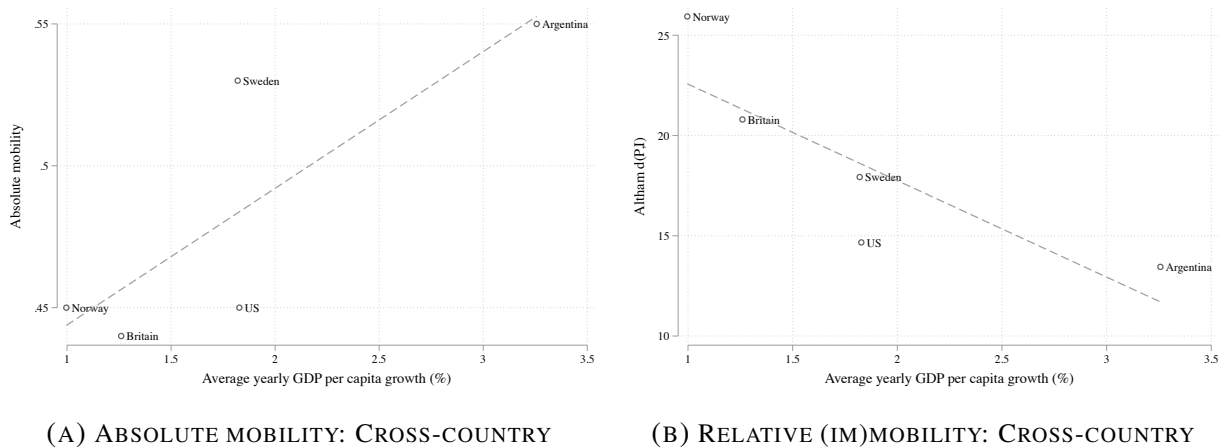 .55
.5
.45
Absolute mobility
Argentina
Sweden
Norway
US
Britain
1
1.5
2
2.5
3
3.5
Average yearly GDP per capita growth (%)
(A) ABSOLUTE MOBILITY: CROSS-COUNTRY
25
20
15
10
Altham d(P,I)
Norway
Britain
Sweden
US
Argentina
1
1.5
2
2.5
3
3.5
Average yearly GDP per capita growth (%)
(B) RELATIVE (IM)MOBILITY: CROSS-COUNTRY